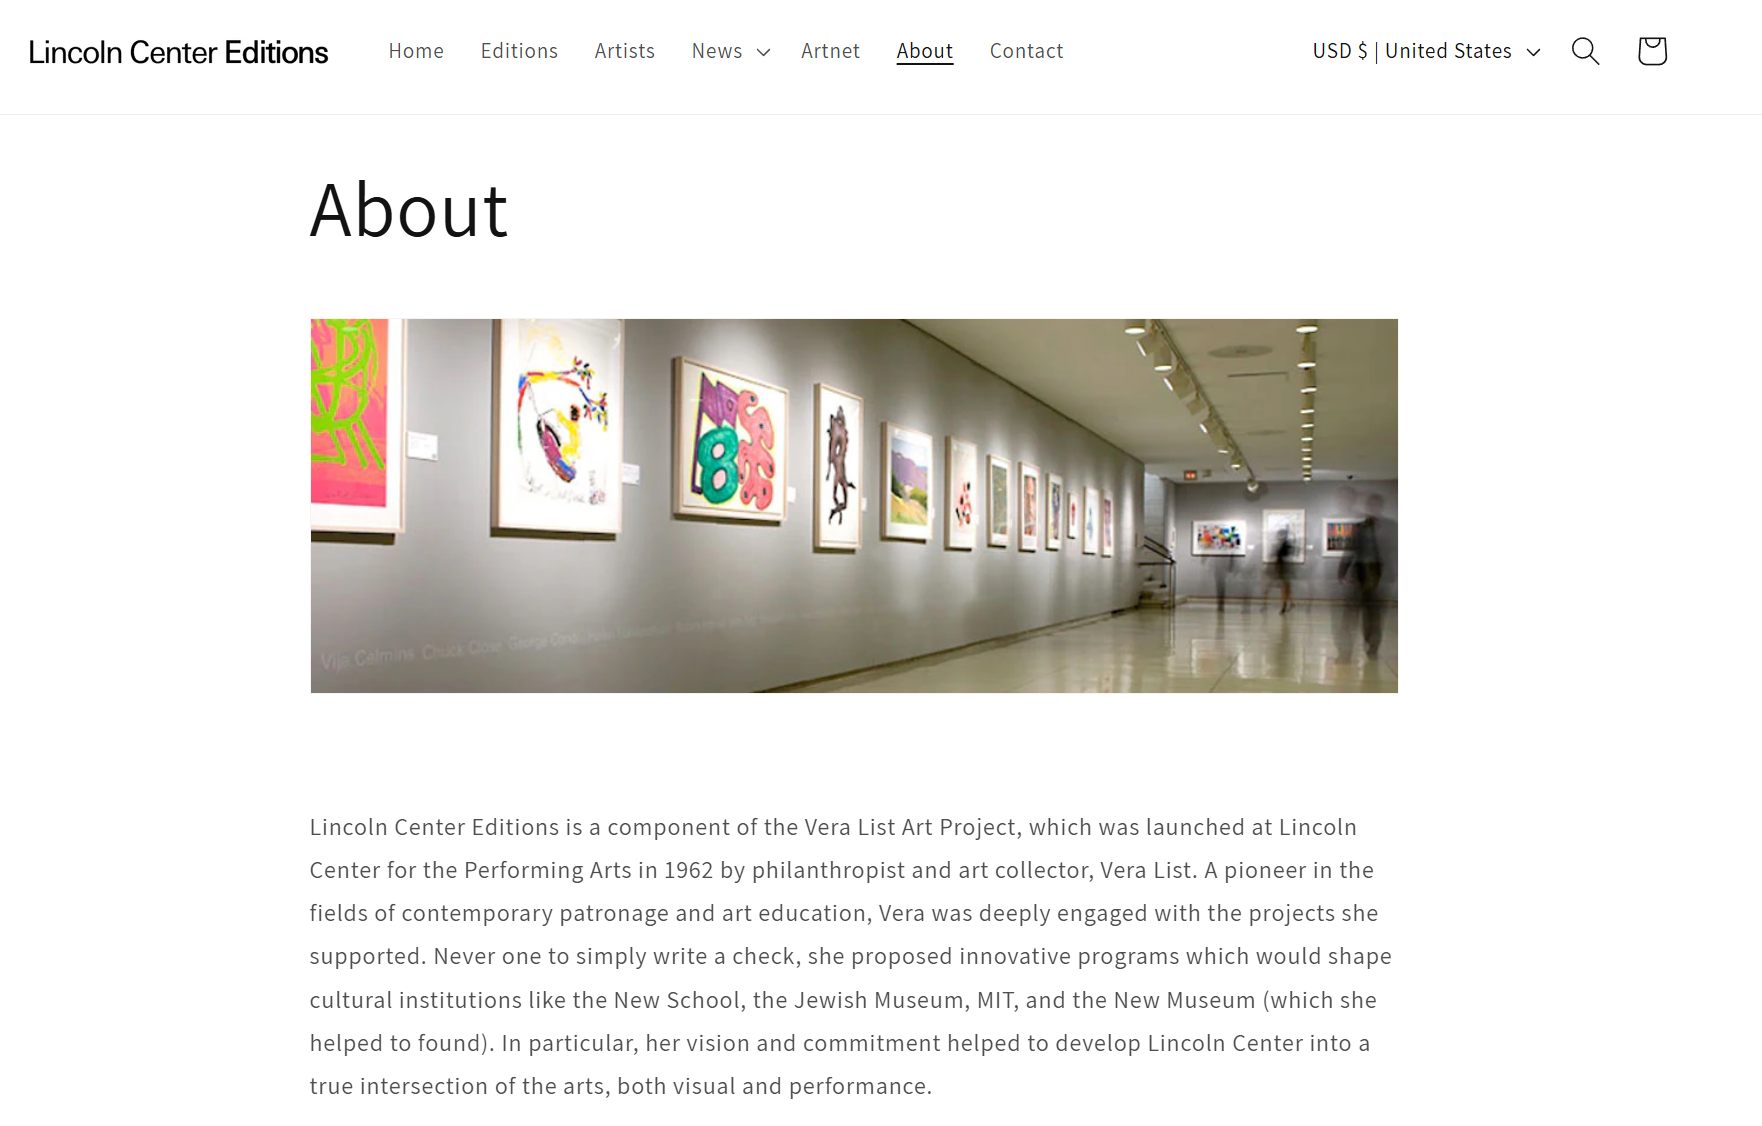 Lincoln Center Editions
Home Editions Artists News Artnet About Contact
USD $ | United States
About
Vija Celmins Chuck Close George Condo
Lincoln Center Editions is a component of the Vera List Art Project, which was launched at Lincoln
Center for the Performing Arts in 1962 by philanthropist and art collector, Vera List. A pioneer in the
fields of contemporary patronage and art education, Vera was deeply engaged with the projects she
supported. Never one to simply write a check, she proposed innovative programs which would shape
cultural institutions like the New School, the Jewish Museum, MIT, and the New Museum (which she
helped to found). In particular, her vision and commitment helped to develop Lincoln Center into a
true intersection of the arts, both visual and performance.